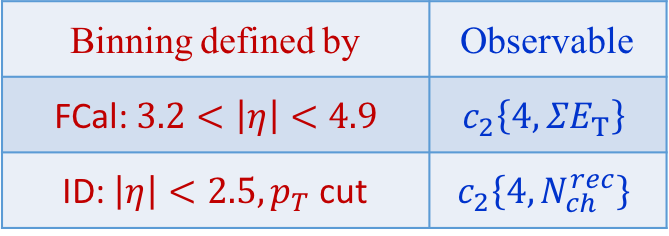 Binning defined by Observable
FCal: 3.2 < |η| < 4.9 c₂{4, ΣE_T}
ID: |η| < 2.5, p_T cut c₂{4, N_ch^rec}